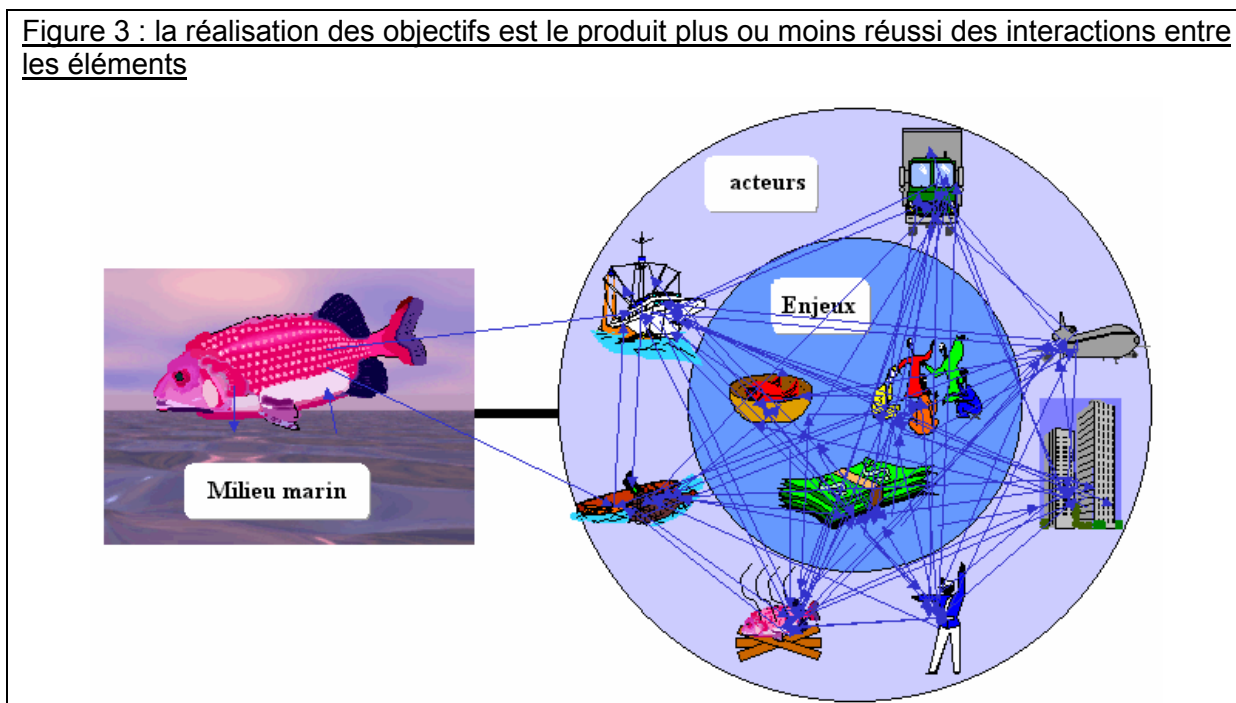 Figure 3 : la réalisation des objectifs est le produit plus ou moins réussi des interactions entre
les éléments
acteurs
Enjeux
Milieu marin